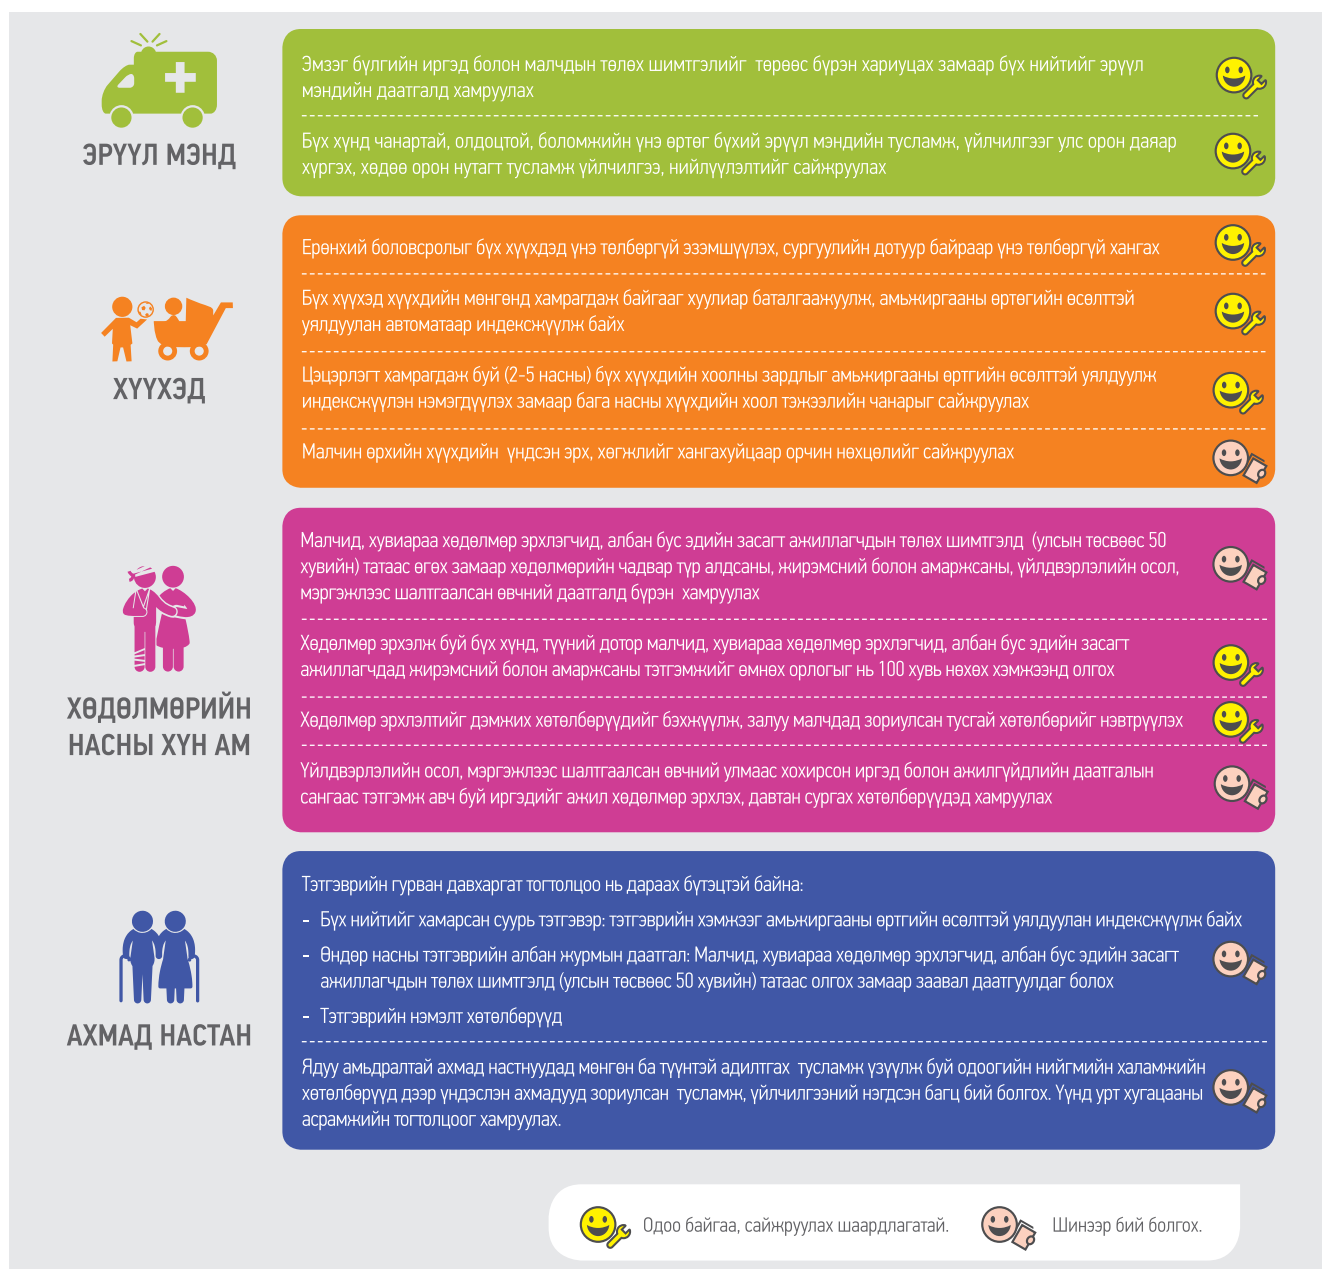 ЭРҮҮЛ МЭНД
Эмзэг бүлгийн иргэд болон малчдын төлөх шимтгэлийг төрөөс бүрэн хариуцах замаар бүх нийтийг эрүүл
мэндийн даатгалд хамруулах
Бүх хүнд чанартай, олдоцтой, боломжийн үнэ өртөг бүхий эрүүл мэндийн тусламж, үйлчилгээг улс орон даяар
хүргэх, хөдөө орон нутагт тусламж үйлчилгээ, нийлүүлэлтийг сайжруулах
ХҮҮХЭД
Ерөнхий боловсролыг бүх хүүхдэд үнэ төлбөргүй эзэмшүүлэх, сургуулийн дотуур байраар үнэ төлбөргүй хангах
Бүх хүүхэд хүүхдийн мөнгөнд хамрагдаж байгааг хуулиар баталгаажуулж, амьжиргааны өртөгийн өсөлттэй
уялдуулан автоматаар индексжүүлж байх
Цэцэрлэгт хамрагдаж буй (2-5 насны) бүх хүүхдийн хоолны зардлыг амьжиргааны өртгийн өсөлттэй уялдуулж
индексжүүлэн нэмэгдүүлэх замаар бага насны хүүхдийн хоол тэжээлийн чанарыг сайжруулах
Малчин өрхийн хүүхдийн үндсэн эрх, хөгжлийг хангахуйцаар орчин нөхцөлийг сайжруулах
ХӨДӨЛМӨРИЙН
НАСНЫ ХҮН АМ
Малчид, хувиараа хөдөлмөр эрхлэгчид, албан бус эдийн засагт ажиллагчдын төлөх шимтгэлд (улсын төсвөөс 50
хувийн) татаас өгөх замаар хөдөлмөрийн чадвар түр алдсаны, жирэмсний болон амаржсаны, үйлдвэрлэлийн осол,
мэргэжлээс шалтгаалсан өвчний даатгалд бүрэн хамруулах
Хөдөлмөр эрхэлж буй бүх хүнд, түүний дотор малчид, хувиараа хөдөлмөр эрхлэгчид, албан бус эдийн засагт
ажиллагчдад жирэмсний болон амаржсаны тэтгэмжийг өмнөх орлогыг нь 100 хувь нөхөх хэмжээнд олгох
Хөдөлмөр эрхлэлтийг дэмжих хөтөлбөрүүдийг бэхжүүлж, залуу малчдад зориулсан тусгай хөтөлбөрийг нэвтрүүлэх
Үйлдвэрлэлийн осол, мэргэжлээс шалтгаалсан өвчний улмаас хохирсон иргэд болон ажилгүйдлийн даатгалын
сангаас тэтгэмж авч буй иргэдийг ажил хөдөлмөр эрхлэх, давтан сургах хөтөлбөрүүдэд хамруулах
АХМАД НАСТАН
Тэтгэврийн гурван давхаргат тогтолцоо нь дараах бүтэцтэй байна:
- Бүх нийтийг хамарсан суурь тэтгэвэр: тэтгэврийн хэмжээг амьжиргааны өртгийн өсөлттэй уялдуулан индексжүүлж байх
- Өндөр насны тэтгэврийн албан журмын даатгал: Малчид, хувиараа хөдөлмөр эрхлэгчид, албан бус эдийн засагт
ажиллагчдын төлөх шимтгэлд (улсын төсвөөс 50 хувийн) татаас олгох замаар заавал даатгуулдаг болох
- Тэтгэврийн нэмэлт хөтөлбөрүүд
Ядуу амьдралтай ахмад настнуудад мөнгөн ба түүнтэй адилтгах тусламж үзүүлж буй одоогийн нийгмийн халамжийн
хөтөлбөрүүд дээр үндэслэн ахмадууд зориулсан тусламж, үйлчилгээний нэгдсэн багц бий болгох. Үүнд урт хугацааны
асрамжийн тогтолцоог хамруулах.
Одоо байгаа, сайжруулах шаардлагатай.
Шинээр бий болгох.